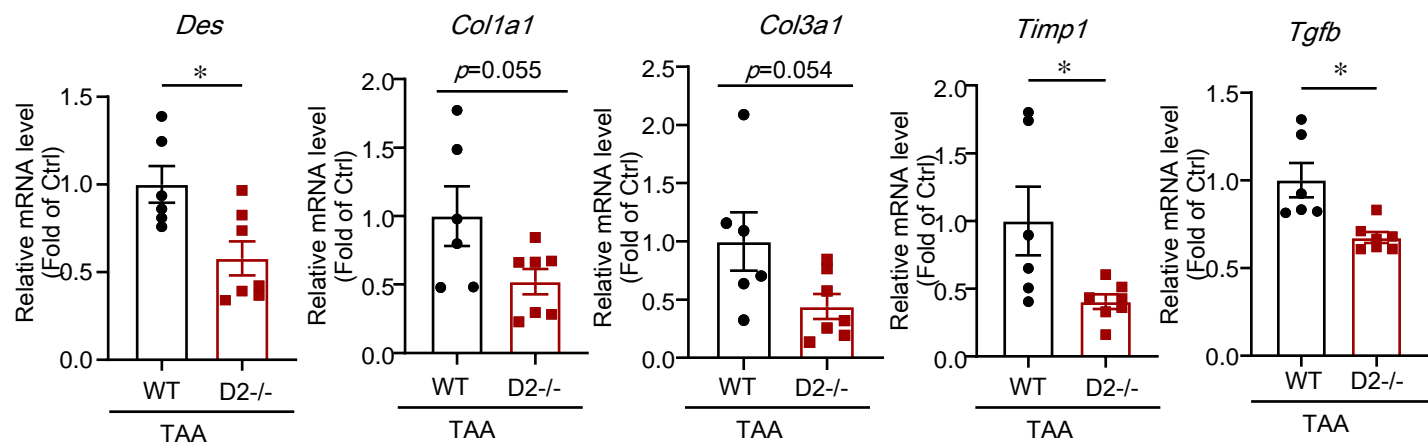 Des
Relative mRNA level
(Fold of Ctrl)
1.5
1.0
0.5
0.0
*
WT
D2-/-
TAA
Col1a1
Relative mRNA level
(Fold of Ctrl)
2.0
1.5
1.0
0.5
0.0
p=0.055
WT
D2-/-
TAA
Col3a1
Relative mRNA level
(Fold of Ctrl)
2.5
2.0
1.5
1.0
0.5
0.0
p=0.054
WT
D2-/-
TAA
Timp1
Relative mRNA level
(Fold of Ctrl)
2.0
1.5
1.0
0.5
0.0
*
WT
D2-/-
TAA
Tgfb
Relative mRNA level
(Fold of Ctrl)
1.5
1.0
0.5
0.0
*
WT
D2-/-
TAA